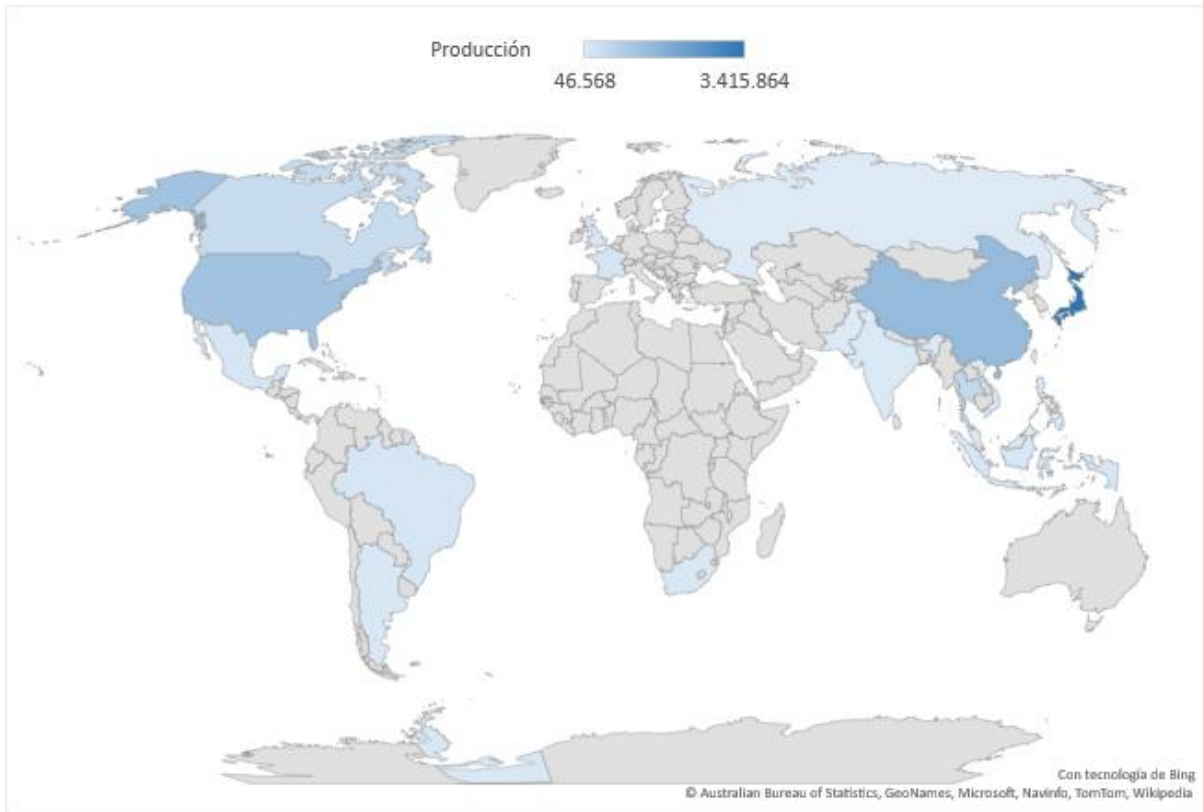 Producción
46.568 3.415.864
Con tecnología de Bing
© Australian Bureau of Statistics, GeoNames, Microsoft, Navinfo, TomTom, Wikipedia